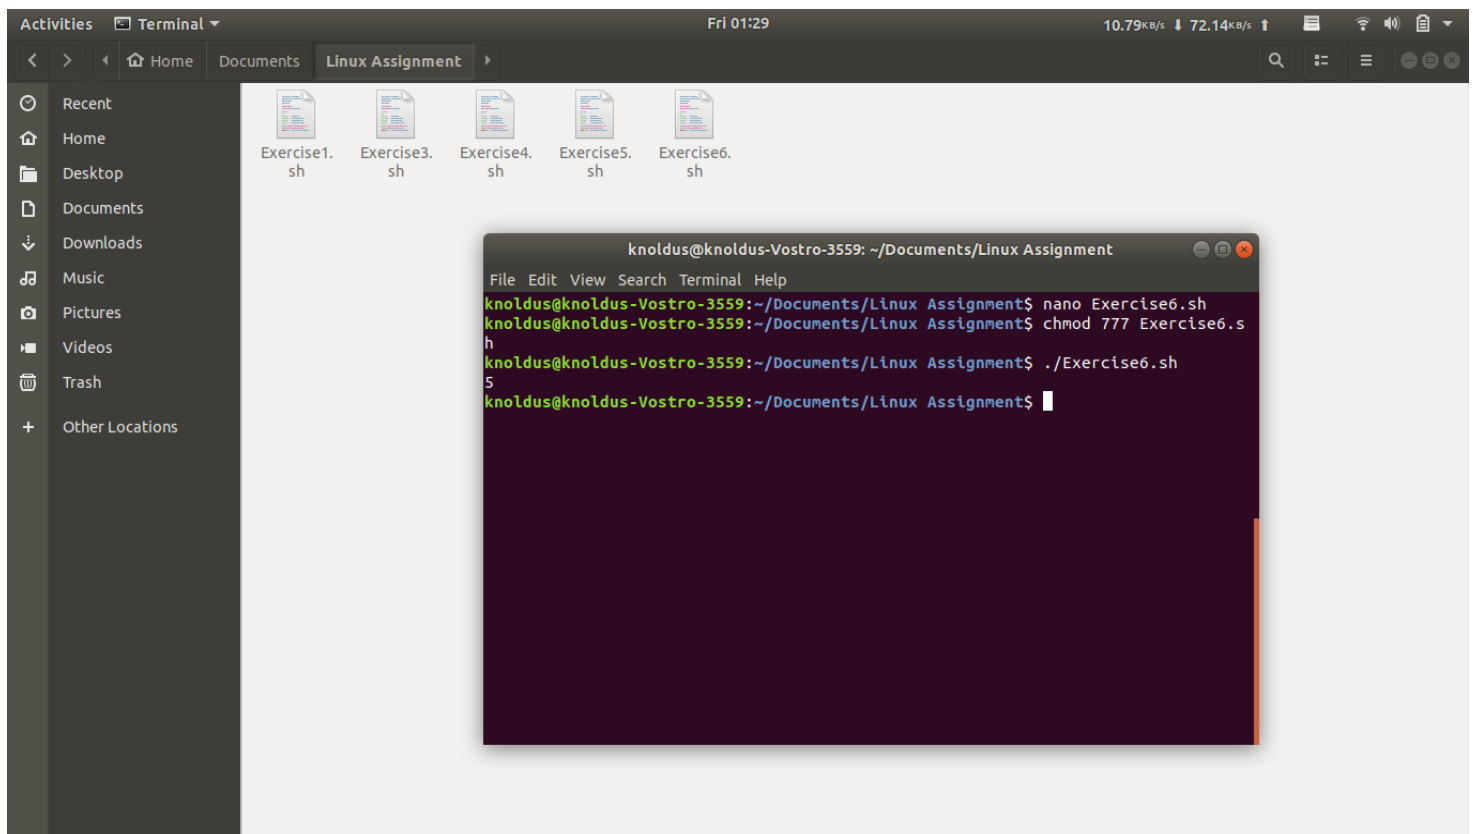 Activities Terminal Fri 01:29 10.79KB/s 72.14KB/s
Home Documents Linux Assignment
Recent
Home
Desktop
Documents
Downloads
Music
Pictures
Videos
Trash
Other Locations
Exercise1.
sh
Exercise3.
sh
Exercise4.
sh
Exercise5.
sh
Exercise6.
sh
knoldus@knoldus-Vostro-3559: ~/Documents/Linux Assignment
File Edit View Search Terminal Help
knoldus@knoldus-Vostro-3559:~/Documents/Linux Assignment$ nano Exercise6.sh
knoldus@knoldus-Vostro-3559:~/Documents/Linux Assignment$ chmod 777 Exercise6.s
h
knoldus@knoldus-Vostro-3559:~/Documents/Linux Assignment$ ./Exercise6.sh
5
knoldus@knoldus-Vostro-3559:~/Documents/Linux Assignment$